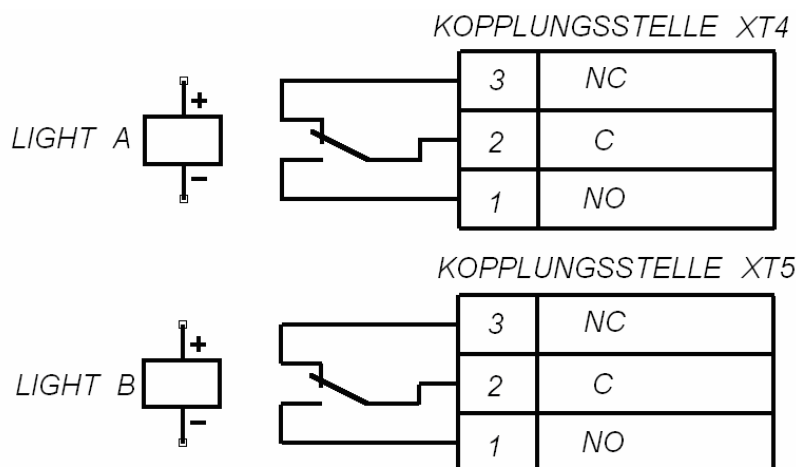 KOPPLUNGSSTELLE XT4
3 NC
+
LIGHT A
2 C
−
1 NO
KOPPLUNGSSTELLE XT5
3 NC
+
LIGHT B
2 C
−
1 NO